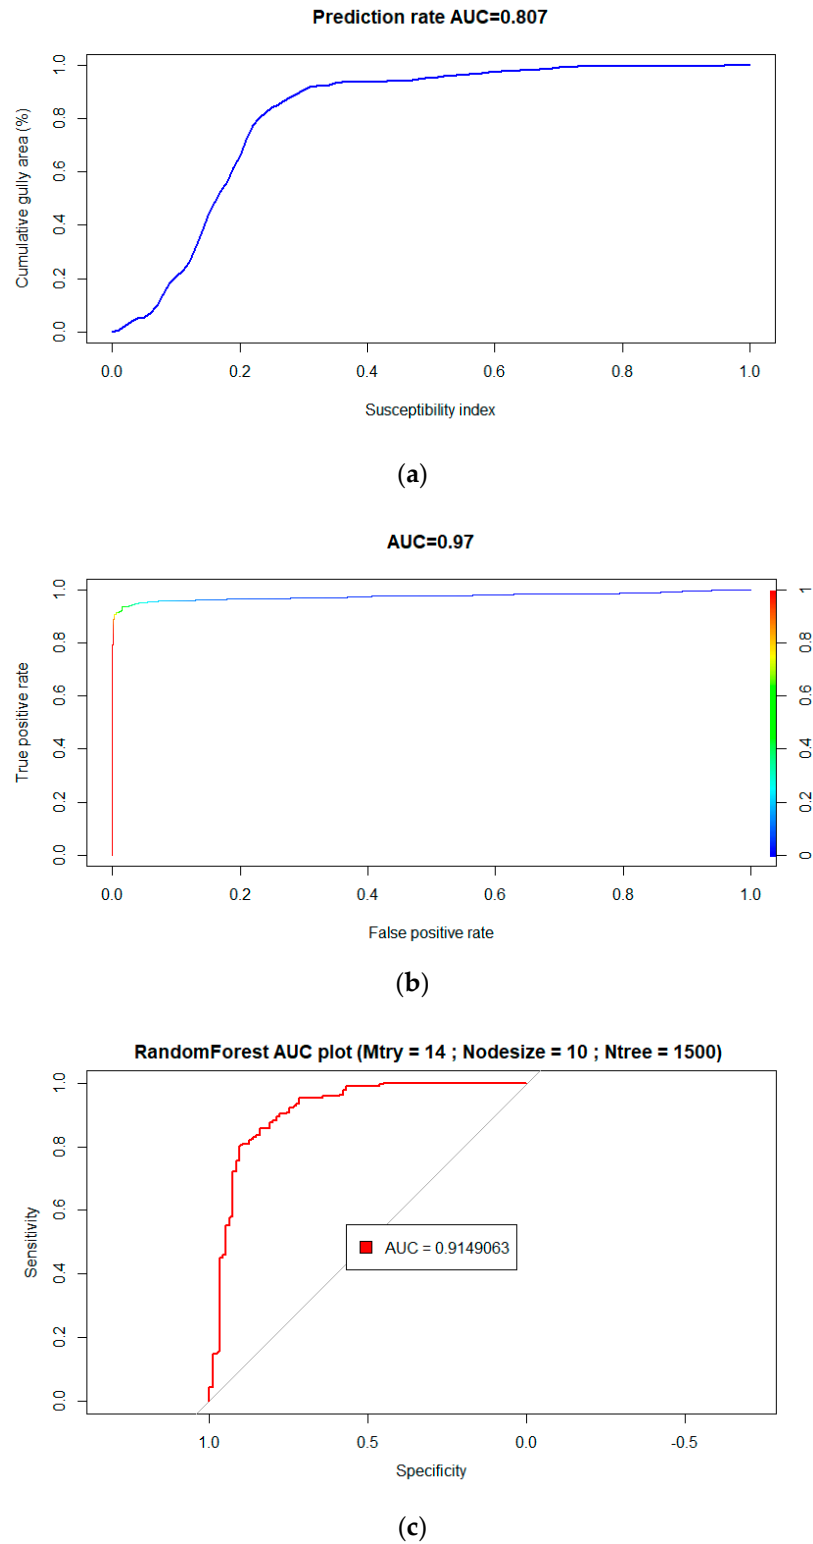 Prediction rate AUC=0.807
Cumulative gully area (%)
0.0 0.2 0.4 0.6 0.8 1.0
0.0 0.2 0.4 0.6 0.8 1.0
Susceptibility index
(a)
AUC=0.97
True positive rate
0.0 0.2 0.4 0.6 0.8 1.0
0 0.2 0.4 0.6 0.8 1
0.0 0.2 0.4 0.6 0.8 1.0
False positive rate
(b)
RandomForest AUC plot (Mtry = 14 ; Nodesize = 10 ; Ntree = 1500)
Sensitivity
0.0 0.2 0.4 0.6 0.8 1.0
AUC = 0.9149063
1.0 0.5 0.0 -0.5
Specificity
(c)